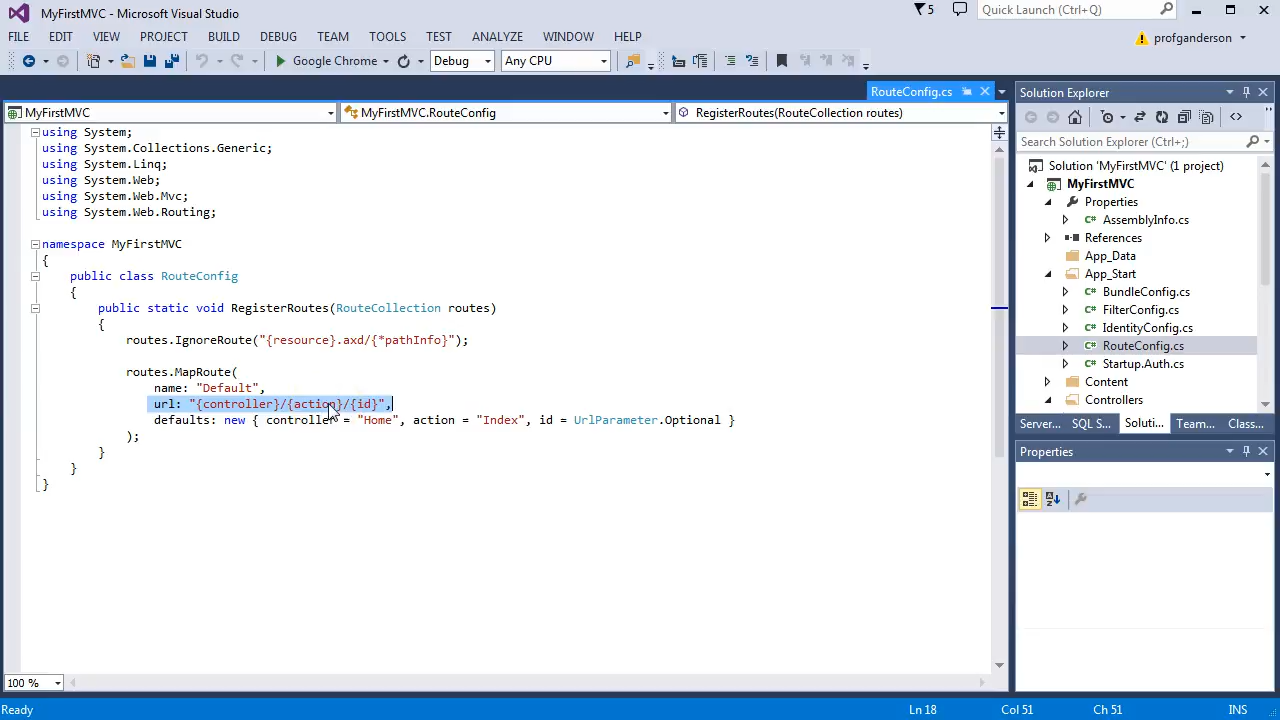 MyFirstMVC - Microsoft Visual Studio
5
Quick Launch (Ctrl+Q)
FILE EDIT VIEW PROJECT BUILD DEBUG TEAM TOOLS TEST ANALYZE WINDOW HELP
profganderson
Google Chrome
Debug
Any CPU
RouteConfig.cs
MyFirstMVC
MyFirstMVC.RouteConfig
RegisterRoutes(RouteCollection routes)
using System;
using System.Collections.Generic;
using System.Linq;
using System.Web;
using System.Web.Mvc;
using System.Web.Routing;
namespace MyFirstMVC
{
public class RouteConfig
{
public static void RegisterRoutes(RouteCollection routes)
{
routes.IgnoreRoute("{resource}.axd/{*pathInfo}");
routes.MapRoute(
name: "Default",
url: "{controller}/{action}/{id}",
defaults: new { controller = "Home", action = "Index", id = UrlParameter.Optional }
);
}
}
}
100 %
Solution Explorer
Search Solution Explorer (Ctrl+;)
Solution 'MyFirstMVC' (1 project)
MyFirstMVC
Properties
C# AssemblyInfo.cs
References
App_Data
App_Start
C# BundleConfig.cs
C# FilterConfig.cs
C# IdentityConfig.cs
C# RouteConfig.cs
C# Startup.Auth.cs
Content
Controllers
Server... SQL S... Soluti... Team... Class...
Properties
Ready
Ln 18
Col 51
Ch 51
INS